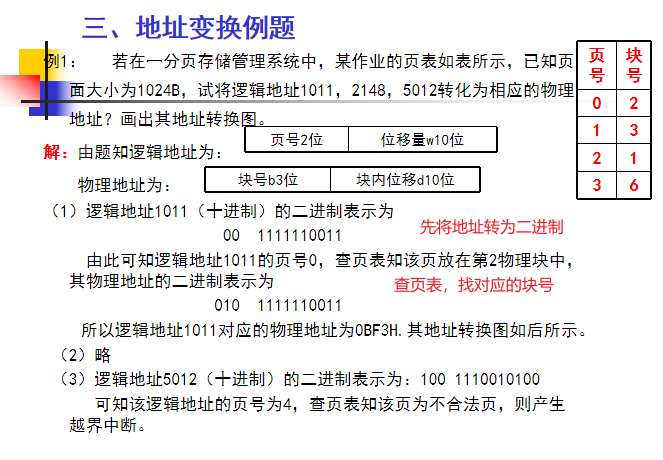 三、地址变换例题
例1： 若在一分页存储管理系统中，某作业的页表如表所示，已知页
面大小为1024B，试将逻辑地址1011，2148，5012转化为相应的物理
地址？画出其地址转换图。
页号 块号
0 2
1 3
2 1
3 6
解：由题知逻辑地址为：
页号2位 位移量w10位
物理地址为：
块号b3位 块内位移d10位
（1）逻辑地址1011（十进制）的二进制表示为
00 1111110011
先将地址转为二进制
由此可知逻辑地址1011的页号0，查页表知该页放在第2物理块中，
其物理地址的二进制表示为
查页表，找对应的块号
010 1111110011
所以逻辑地址1011对应的物理地址为0BF3H.其地址转换图如后所示。
（2）略
（3）逻辑地址5012（十进制）的二进制表示为：100 1110010100
可知该逻辑地址的页号为4，查页表知该页为不合法页，则产生
越界中断。